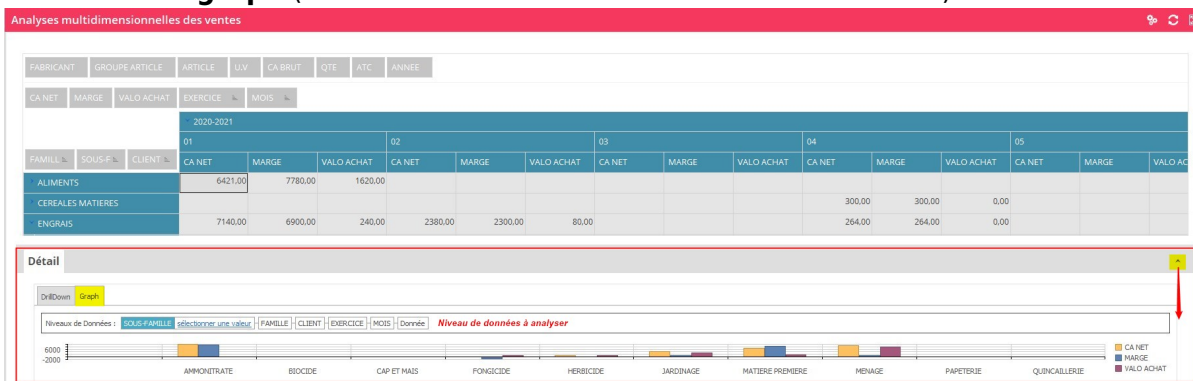 Analyses multidimensionnelles des ventes
FABRICANT GROUPE ARTICLE ARTICLE U.V CA BRUT QTE ATC ANNEE
CA NET MARGE VALO ACHAT EXERCICE MOIS
2020-2021
01 02 03 04 05
FAMILL SOUS-F CLIENT CA NET MARGE VALO ACHAT CA NET MARGE VALO ACHAT CA NET MARGE VALO ACHAT CA NET MARGE VALO ACHAT CA NET MARGE VALO AC
ALIMENTS 6421,00 7780,00 1620,00
CEREALES MATIERES 300,00 300,00 0,00
ENGRAIS 7140,00 6900,00 240,00 2380,00 2300,00 80,00 264,00 264,00 0,00
Détail
DrillDown Graph
Niveaux de Données : SOUS-FAMILLE sélectionner une valeur FAMILLE CLIENT EXERCICE MOIS Donnée Niveau de données à analyser
6000 CA NET
-2000 MARGE
AMMONITRATE BIOCIDE CAP ET MAIS FONGICIDE HERBICIDE JARDINAGE MATIERE PREMIERE MENAGE PAPETERIE QUINCAILLERIE VALO ACHAT